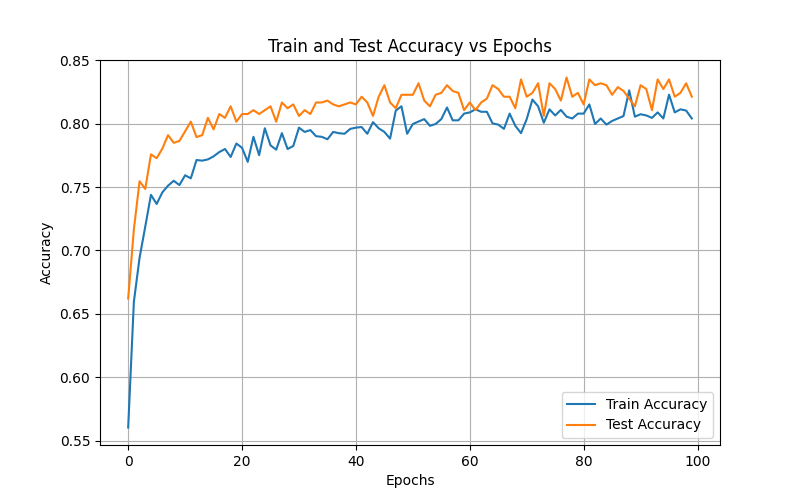 Train and Test Accuracy vs Epochs
0.85
0.80
0.75
0.70
0.65
0.60
0.55
Accuracy
0 20 40 60 80 100
Epochs
Train Accuracy
Test Accuracy